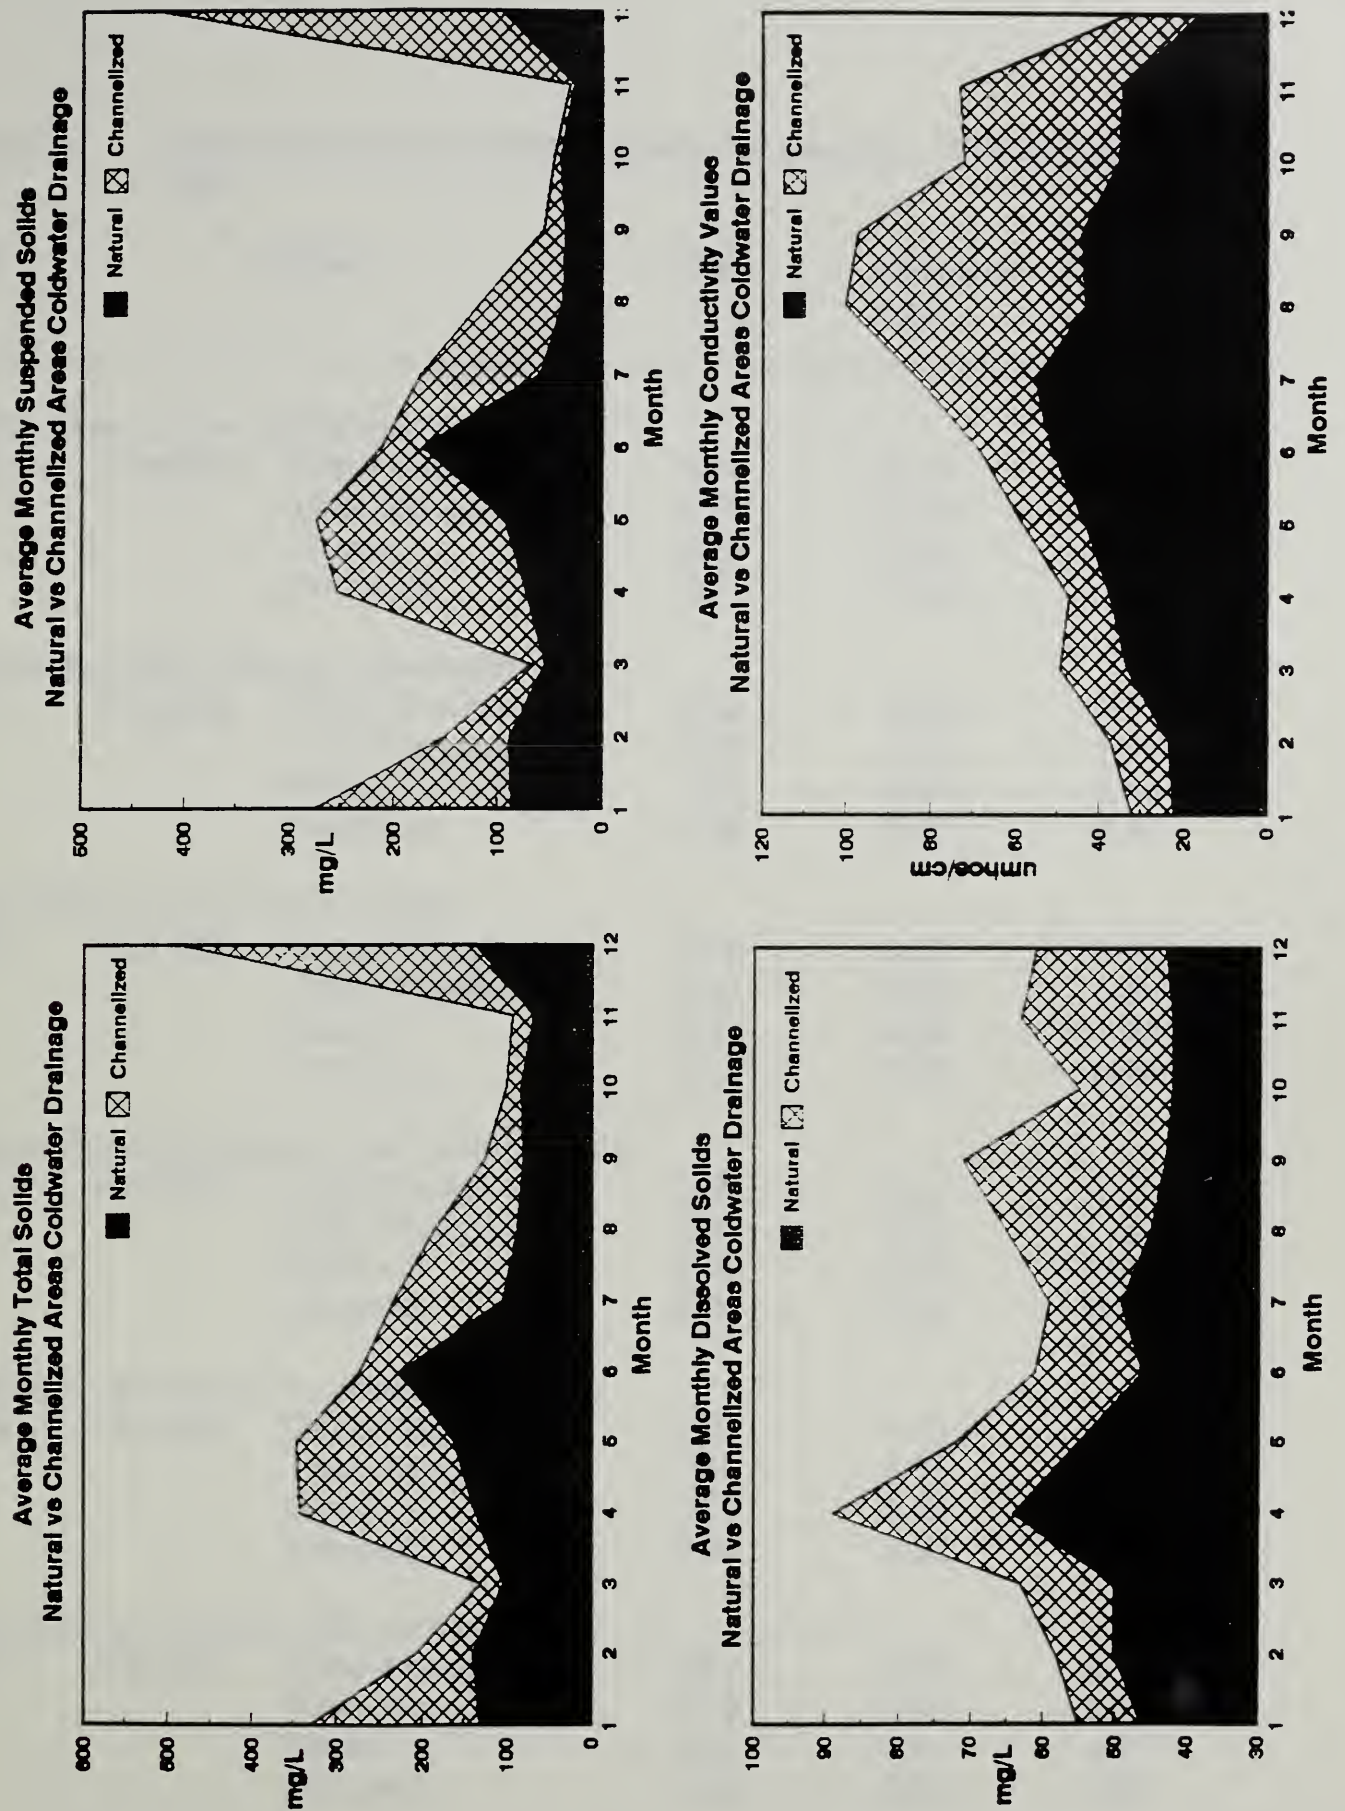 Average Monthly Total Solids
Natural vs Channelized Areas Coldwater Drainage
Natural Channelized
600
500
400
300
200
100
0
mg/L
1 2 3 4 5 6 7 8 9 10 11 12
Month
Average Monthly Suspended Solids
Natural vs Channelized Areas Coldwater Drainage
Natural Channelized
500
400
300
200
100
0
mg/L
1 2 3 4 5 6 7 8 9 10 11
Month
Average Monthly Dissolved Solids
Natural vs Channelized Areas Coldwater Drainage
Natural Channelized
100
90
80
70
60
50
40
30
mg/L
1 2 3 4 5 6 7 8 9 10 11 12
Month
Average Monthly Conductivity Values
Natural vs Channelized Areas Coldwater Drainage
Natural Channelized
120
100
80
60
40
20
0
umhos/cm
1 2 3 4 5 6 7 8 9 10 11 12
Month